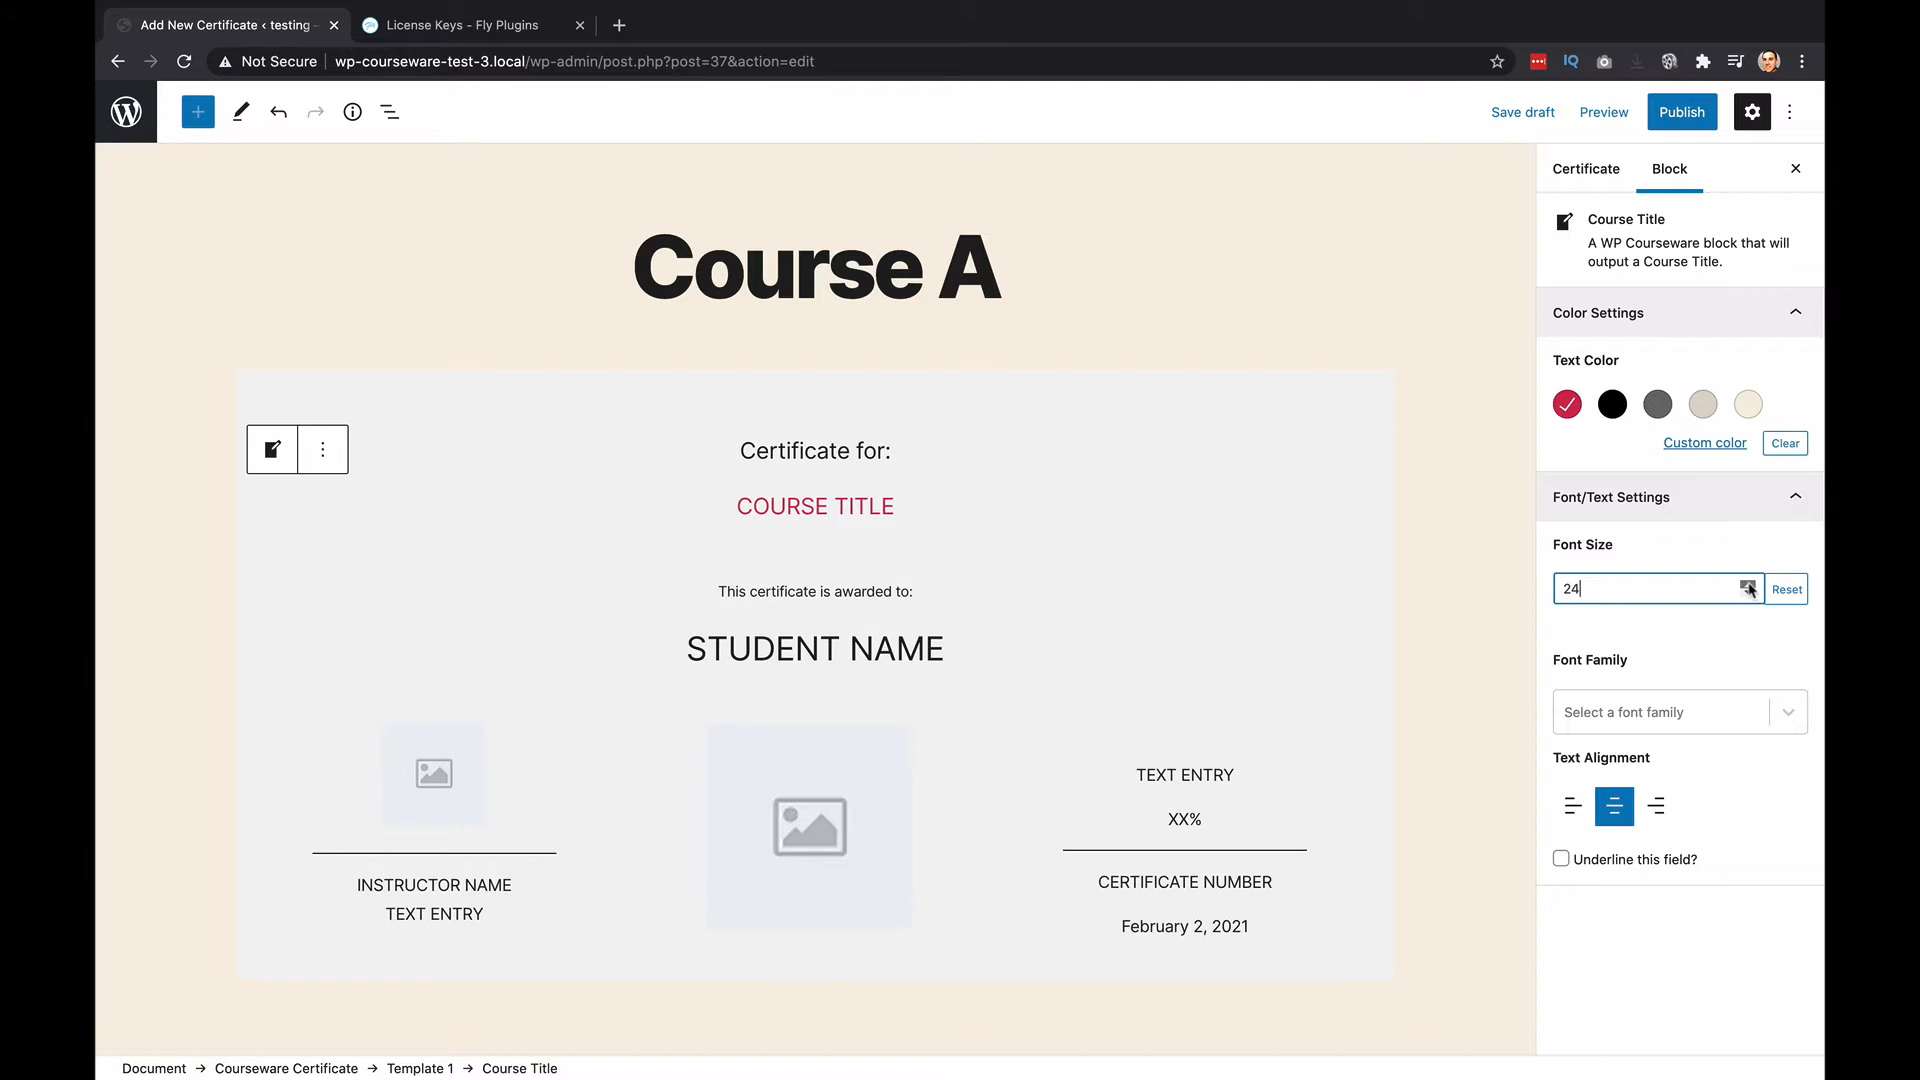 Add New Certificate ‹ testing –
License Keys - Fly Plugins
Not Secure
wp-courseware-test-3.local/wp-admin/post.php?post=37&action=edit
IQ
Save draft
Preview
Publish
Certificate
Block
Course Title
A WP Courseware block that will
output a Course Title.
Color Settings
Text Color
Custom color
Clear
Font/Text Settings
Font Size
24
Reset
Font Family
Select a font family
Text Alignment
Underline this field?
Course A
Certificate for:
COURSE TITLE
This certificate is awarded to:
STUDENT NAME
INSTRUCTOR NAME
TEXT ENTRY
TEXT ENTRY
XX%
CERTIFICATE NUMBER
February 2, 2021
Document → Courseware Certificate → Template 1 → Course Title